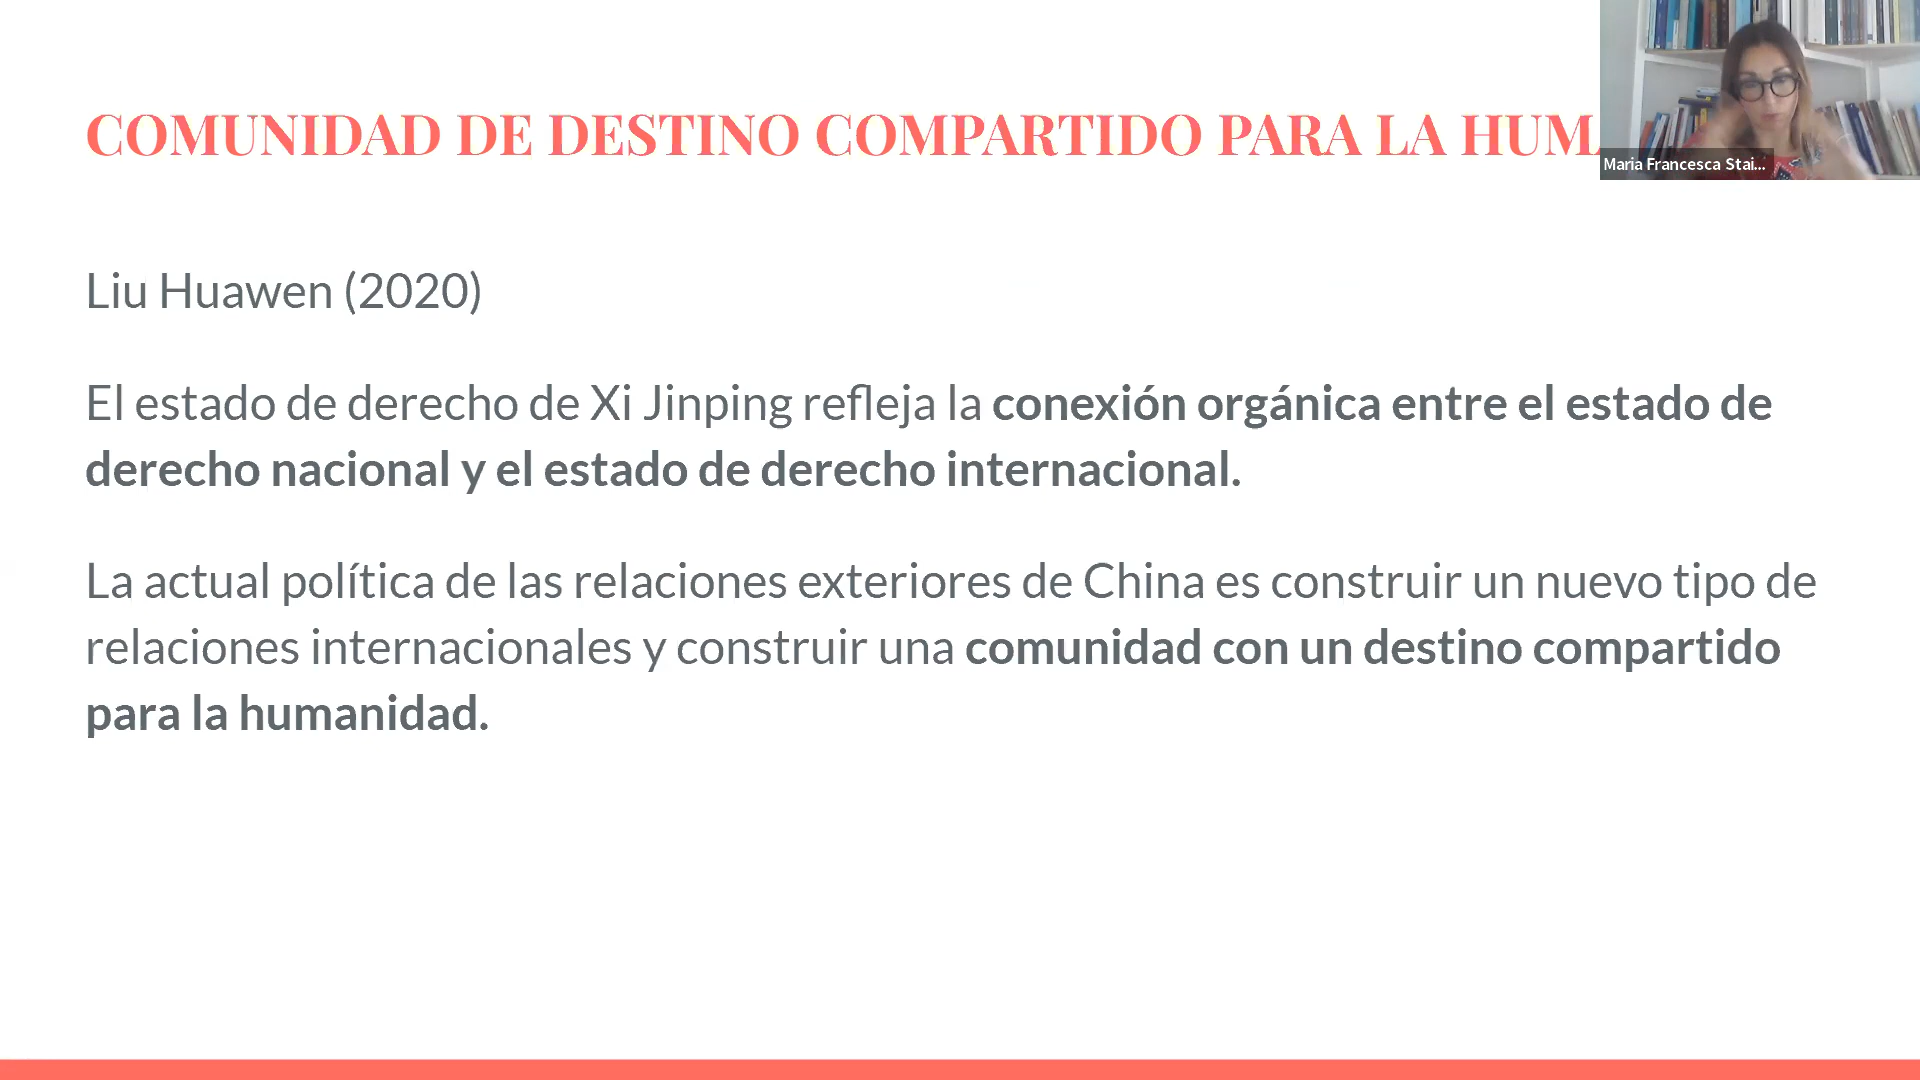 COMUNIDAD DE DESTINO COMPARTIDO PARA LA HUM
Maria Francesca Stai...
Liu Huawen (2020)
El estado de derecho de Xi Jinping refleja la conexión orgánica entre el estado de
derecho nacional y el estado de derecho internacional.
La actual política de las relaciones exteriores de China es construir un nuevo tipo de
relaciones internacionales y construir una comunidad con un destino compartido
para la humanidad.